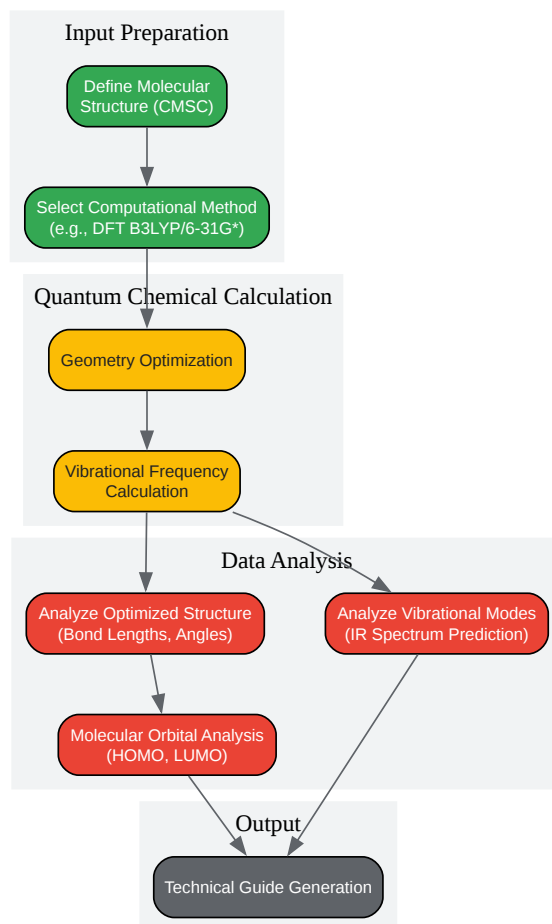 Input Preparation
Define Molecular
Structure (CMSC)
Select Computational Method
(e.g., DFT B3LYP/6-31G*)
Quantum Chemical Calculation
Geometry Optimization
Vibrational Frequency
Calculation
Data Analysis
Analyze Optimized Structure
(Bond Lengths, Angles)
Analyze Vibrational Modes
(IR Spectrum Prediction)
Molecular Orbital Analysis
(HOMO, LUMO)
Output
Technical Guide Generation